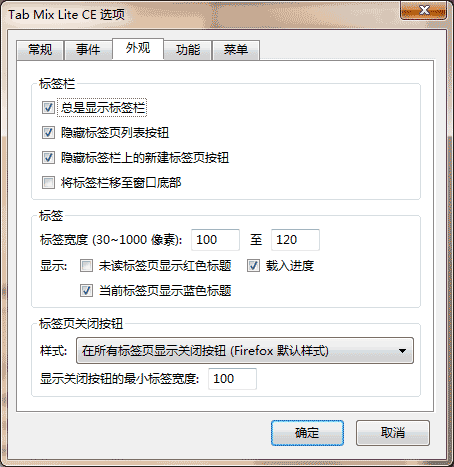 Tab Mix Lite CE 选项
常规 事件 外观 功能 菜单
标签栏
总是显示标签栏
隐藏标签页列表按钮
隐藏标签栏上的新建标签页按钮
将标签栏移至窗口底部
标签
标签宽度 (30~1000 像素): 100 至 120
显示: 未读标签页显示红色标题 载入进度
当前标签页显示蓝色标题
标签页关闭按钮
样式: 在所有标签页显示关闭按钮 (Firefox 默认样式)
显示关闭按钮的最小标签宽度: 100
确定 取消